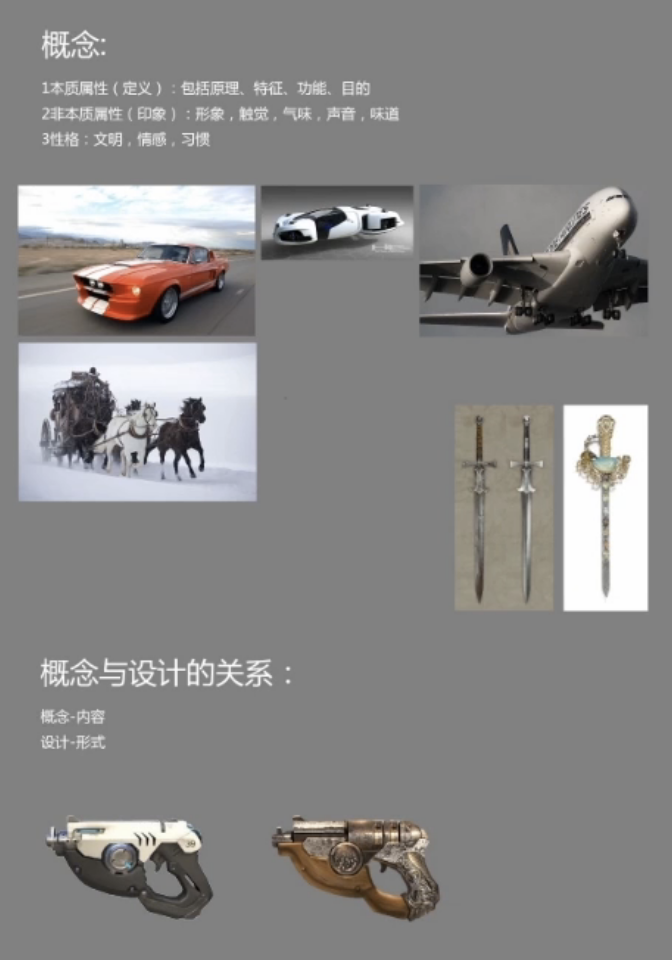 概念:
1本质属性（定义）：包括原理、特征、功能、目的
2非本质属性（印象）：形象，触觉，气味，声音，味道
3性格：文明，情感，习惯
概念与设计的关系：
概念-内容
设计-形式